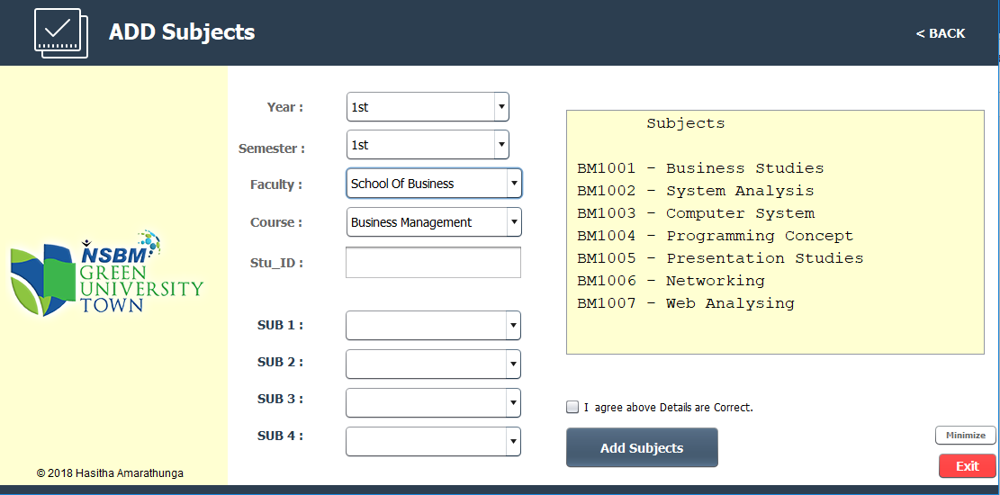 ADD Subjects
< BACK
Year :
1st
Semester :
1st
Faculty :
School Of Business
Course :
Business Management
Stu_ID :
SUB 1 :
SUB 2 :
SUB 3 :
SUB 4 :
NSBM
GREEN
UNIVERSITY
TOWN
© 2018 Hasitha Amarathunga
Subjects
BM1001 - Business Studies
BM1002 - System Analysis
BM1003 - Computer System
BM1004 - Programming Concept
BM1005 - Presentation Studies
BM1006 - Networking
BM1007 - Web Analysing
I agree above Details are Correct.
Add Subjects
Minimize
Exit